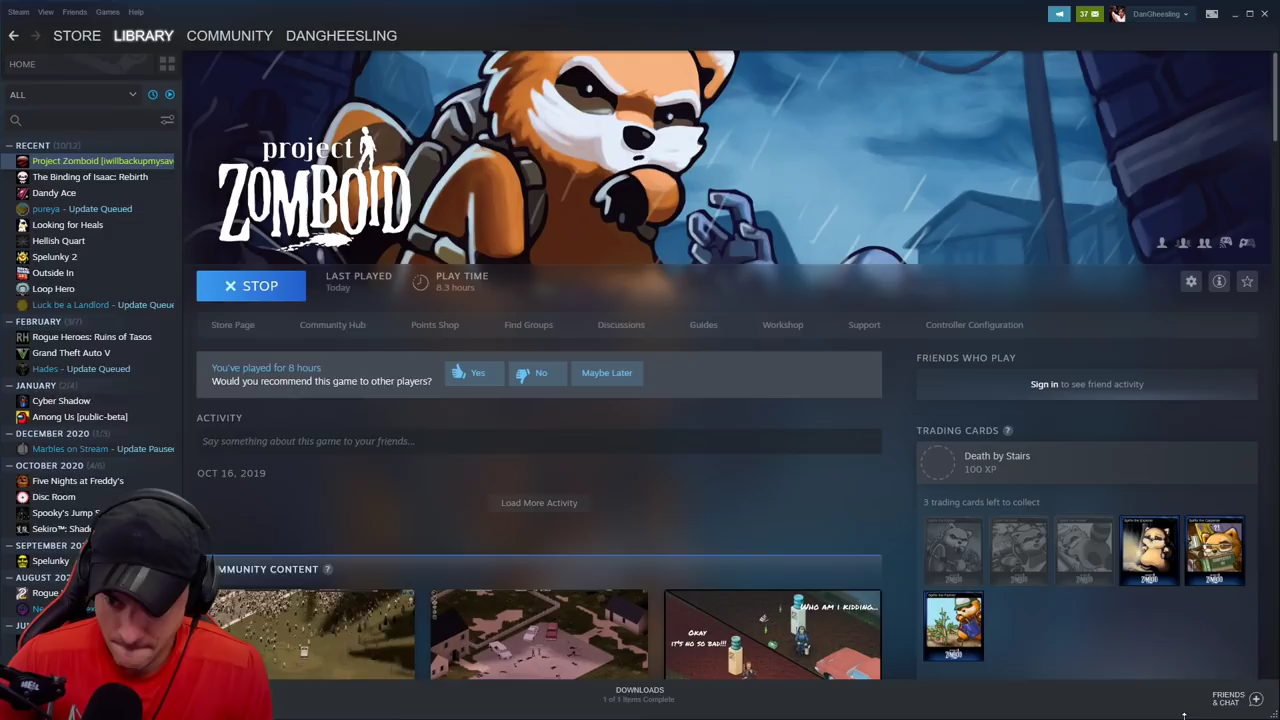 Steam View Friends Games Help
37 DanGheesling
STORE LIBRARY COMMUNITY DANGHEESLING
HOME
ALL
RECENT (10/12)
Project Zomboid [iwillbackupmysav
The Binding of Isaac: Rebirth
Dandy Ace
pureya - Update Queued
Looking for Heals
Hellish Quart
Spelunky 2
Outside In
Loop Hero
Luck be a Landlord - Update Queue
FEBRUARY (3/7)
Rogue Heroes: Ruins of Tasos
Grand Theft Auto V
Hades - Update Queued
JANUARY (2/4)
Cyber Shadow
Among Us [public-beta]
DECEMBER 2020 (1/3)
Marbles on Stream - Update Pause
OCTOBER 2020 (4/6)
Five Nights at Freddy's
Disc Room
Spooky's Jump S
Sekiro™: Shad
SEPTEMBER
Spelunky
AUGUST 202
Rogue
project
ZOMBOID
STOP
LAST PLAYED
Today
PLAY TIME
8.3 hours
Store Page Community Hub Points Shop Find Groups Discussions Guides Workshop Support Controller Configuration
You've played for 8 hours
Would you recommend this game to other players?
Yes No Maybe Later
ACTIVITY
Say something about this game to your friends...
OCT 16, 2019
Load More Activity
MMUNITY CONTENT ?
WHO AM I KIDDING...
OKAY
IT'S NO SO BAD!!!
FRIENDS WHO PLAY
Sign in to see friend activity
TRADING CARDS ?
Death by Stairs
100 XP
3 trading cards left to collect
DOWNLOADS
1 of 1 Items Complete
FRIENDS
& CHAT